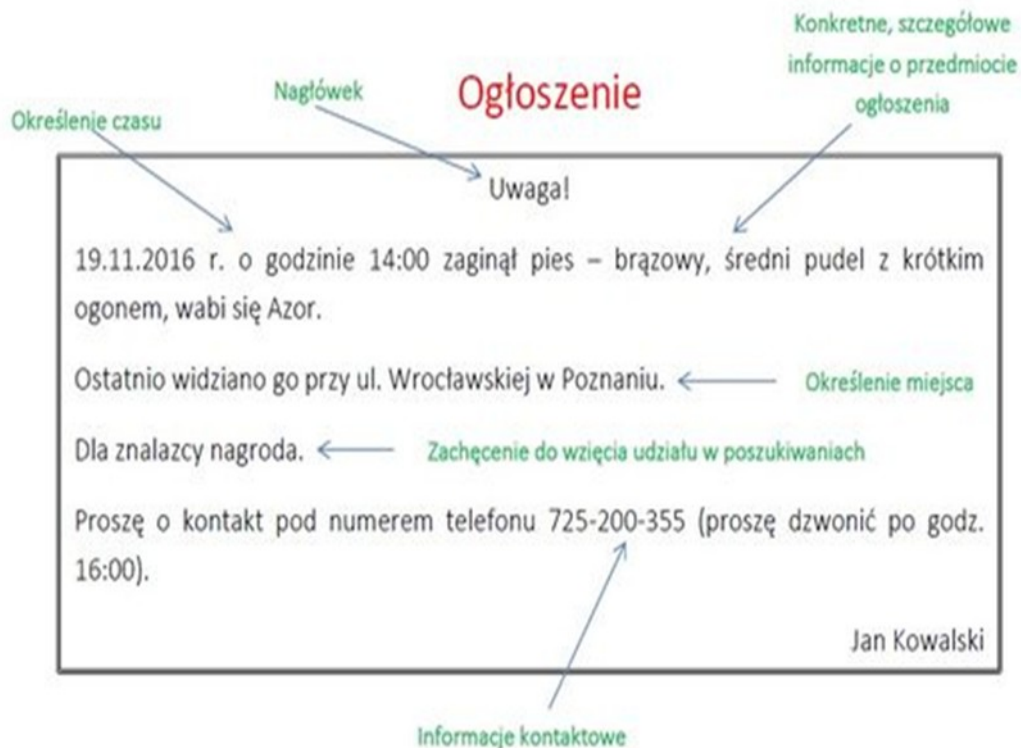 Konkretne, szczegółowe
informacje o przedmiocie
ogłoszenia
Nagłówek
Ogłoszenie
Określenie czasu
Uwaga!
19.11.2016 r. o godzinie 14:00 zaginął pies – brązowy, średni pudel z krótkim
ogonem, wabi się Azor.
Ostatnio widziano go przy ul. Wrocławskiej w Poznaniu.
Określenie miejsca
Dla znalazcy nagroda.
Zachęcenie do wzięcia udziału w poszukiwaniach
Proszę o kontakt pod numerem telefonu 725-200-355 (proszę dzwonić po godz.
16:00).
Jan Kowalski
Informacje kontaktowe